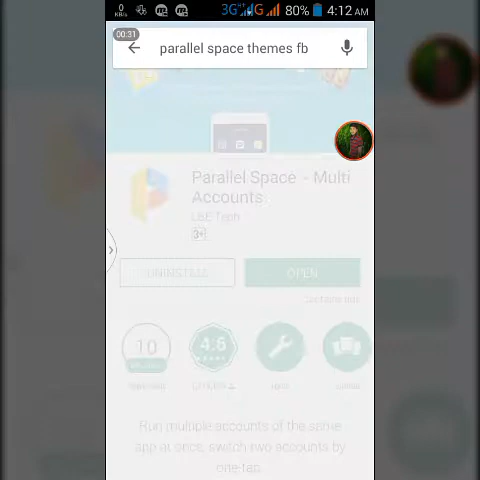 0 KB/s 3G 4G 80% 4:12 AM
00:31
parallel space themes fb
Parallel Space - Multi
Accounts
LBE Tech
3+
UNINSTALL OPEN
10 4.6
Run multiple accounts of the same
app at once, switch two accounts by
one-tap.